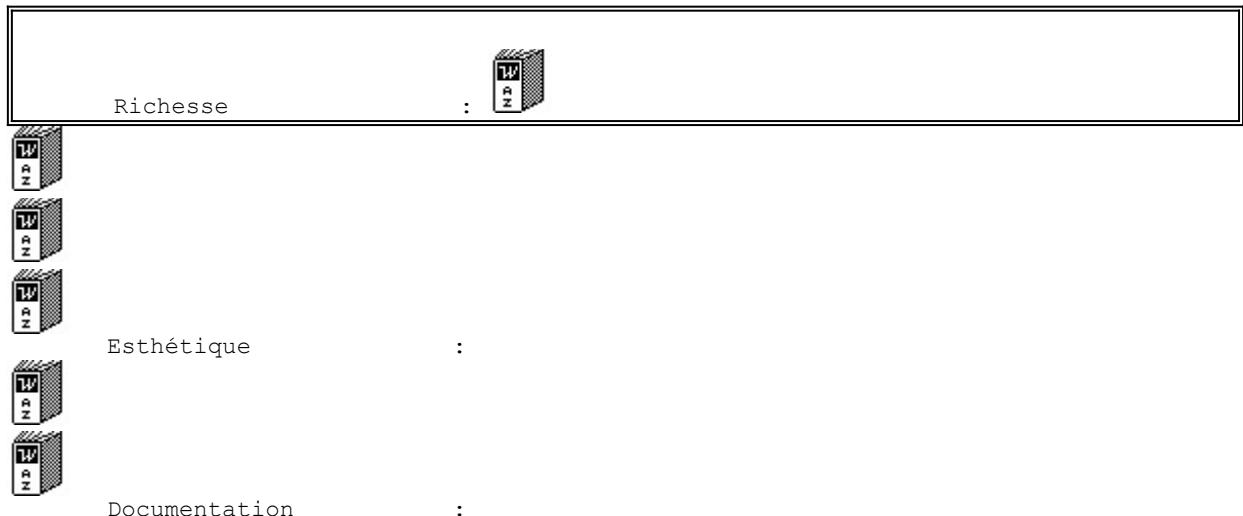 Richesse :
W A Z
W A Z
W A Z
W A Z
Esthétique :
W A Z
W A Z
Documentation :